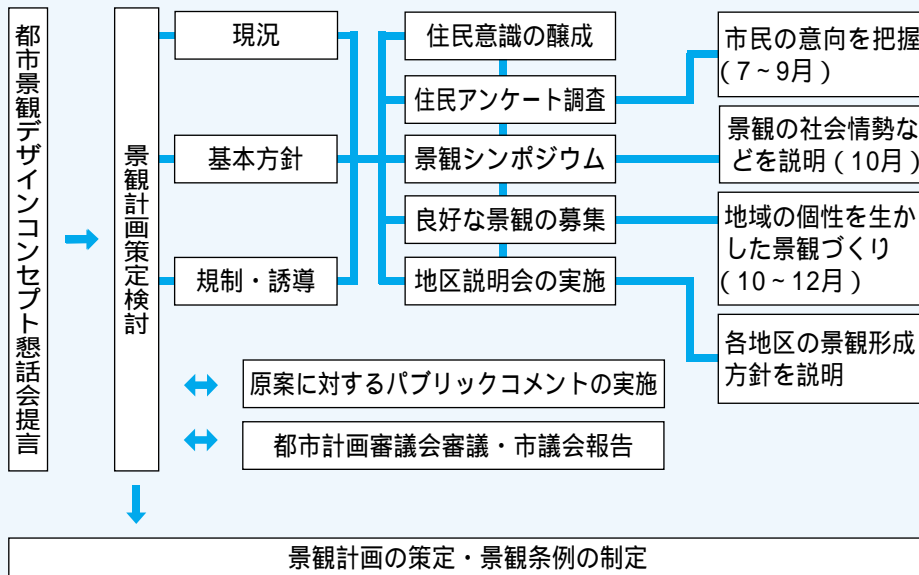 都市景観デザインコンセプト懇話会提言
景観計画策定検討
現況
基本方針
規制・誘導
住民意識の醸成
住民アンケート調査
景観シンポジウム
良好な景観の募集
地区説明会の実施
市民の意向を把握
(7~9月)
景観の社会情勢な
どを説明(10月)
地域の個性を生か
した景観づくり
(10~12月)
各地区の景観形成
方針を説明
原案に対するパブリックコメントの実施
都市計画審議会審議・市議会報告
景観計画の策定・景観条例の制定